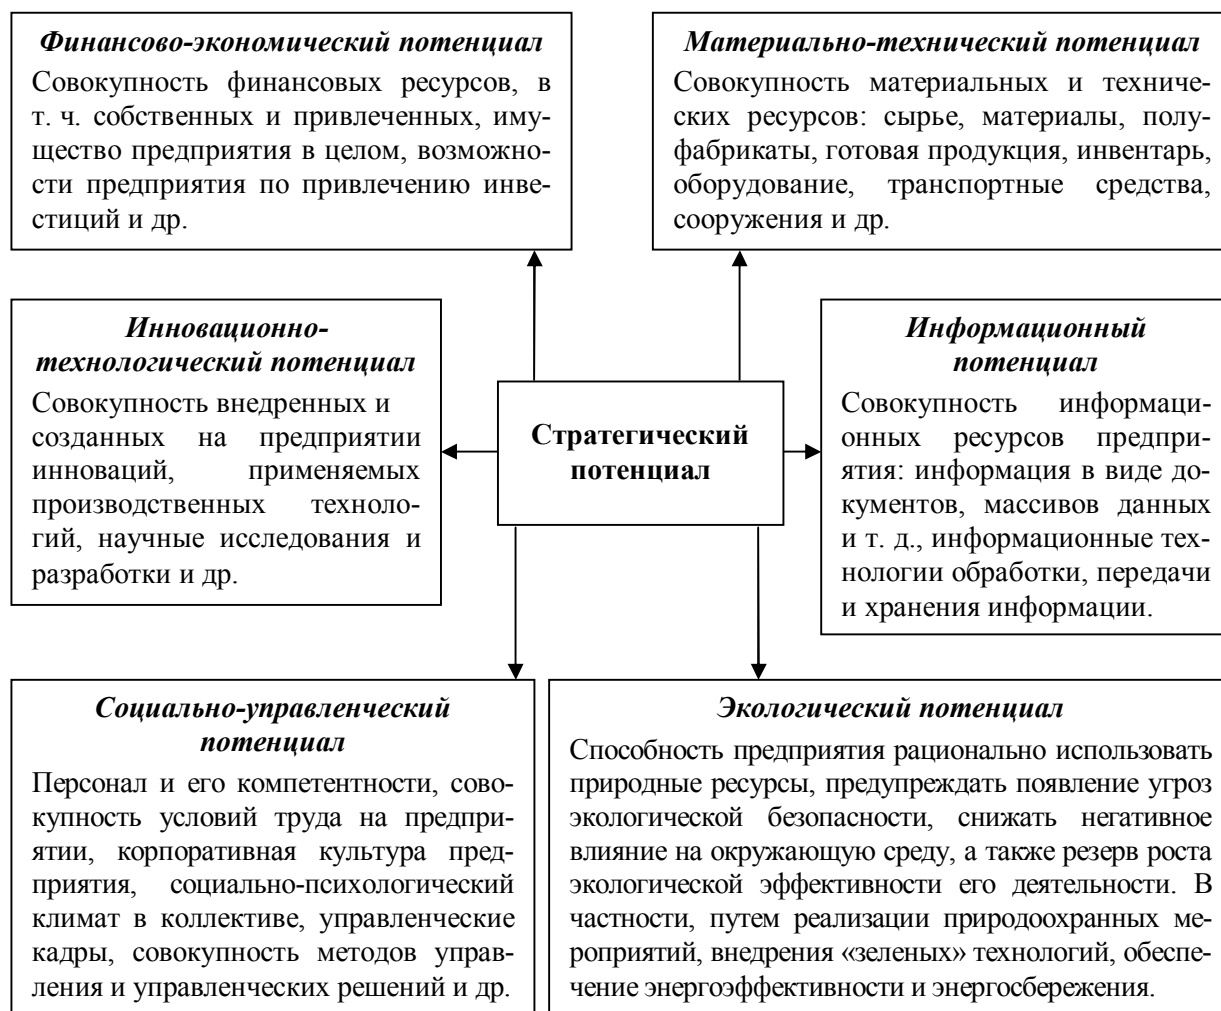 Финансово-экономический потенциал
Совокупность финансовых ресурсов, в
т. ч. собственных и привлеченных, иму-
щество предприятия в целом, возможно-
сти предприятия по привлечению инве-
стиций и др.
Материально-технический потенциал
Совокупность материальных и техниче-
ских ресурсов: сырье, материалы, полу-
фабрикаты, готовая продукция, инвентарь,
оборудование, транспортные средства,
сооружения и др.
Инновационно-
технологический потенциал
Совокупность внедренных и
созданных на предприятии
инноваций, применяемых
производственных техноло-
гий, научные исследования и
разработки и др.
Стратегический
потенциал
Информационный
потенциал
Совокупность информаци-
онных ресурсов предпри-
ятия: информация в виде до-
кументов, массивов данных
и т. д., информационные тех-
нологии обработки, передачи
и хранения информации.
Социально-управленческий
потенциал
Персонал и его компетентности, сово-
купность условий труда на предпри-
ятии, корпоративная культура пред-
приятия, социально-психологический
климат в коллективе, управленческие
кадры, совокупность методов управ-
ления и управленческих решений и др.
Экологический потенциал
Способность предприятия рационально использовать
природные ресурсы, предупреждать появление угроз
экологической безопасности, снижать негативное
влияние на окружающую среду, а также резерв роста
экологической эффективности его деятельности. В
частности, путем реализации природоохранных ме-
роприятий, внедрения «зеленых» технологий, обеспе-
чение энергоэффективности и энергосбережения.